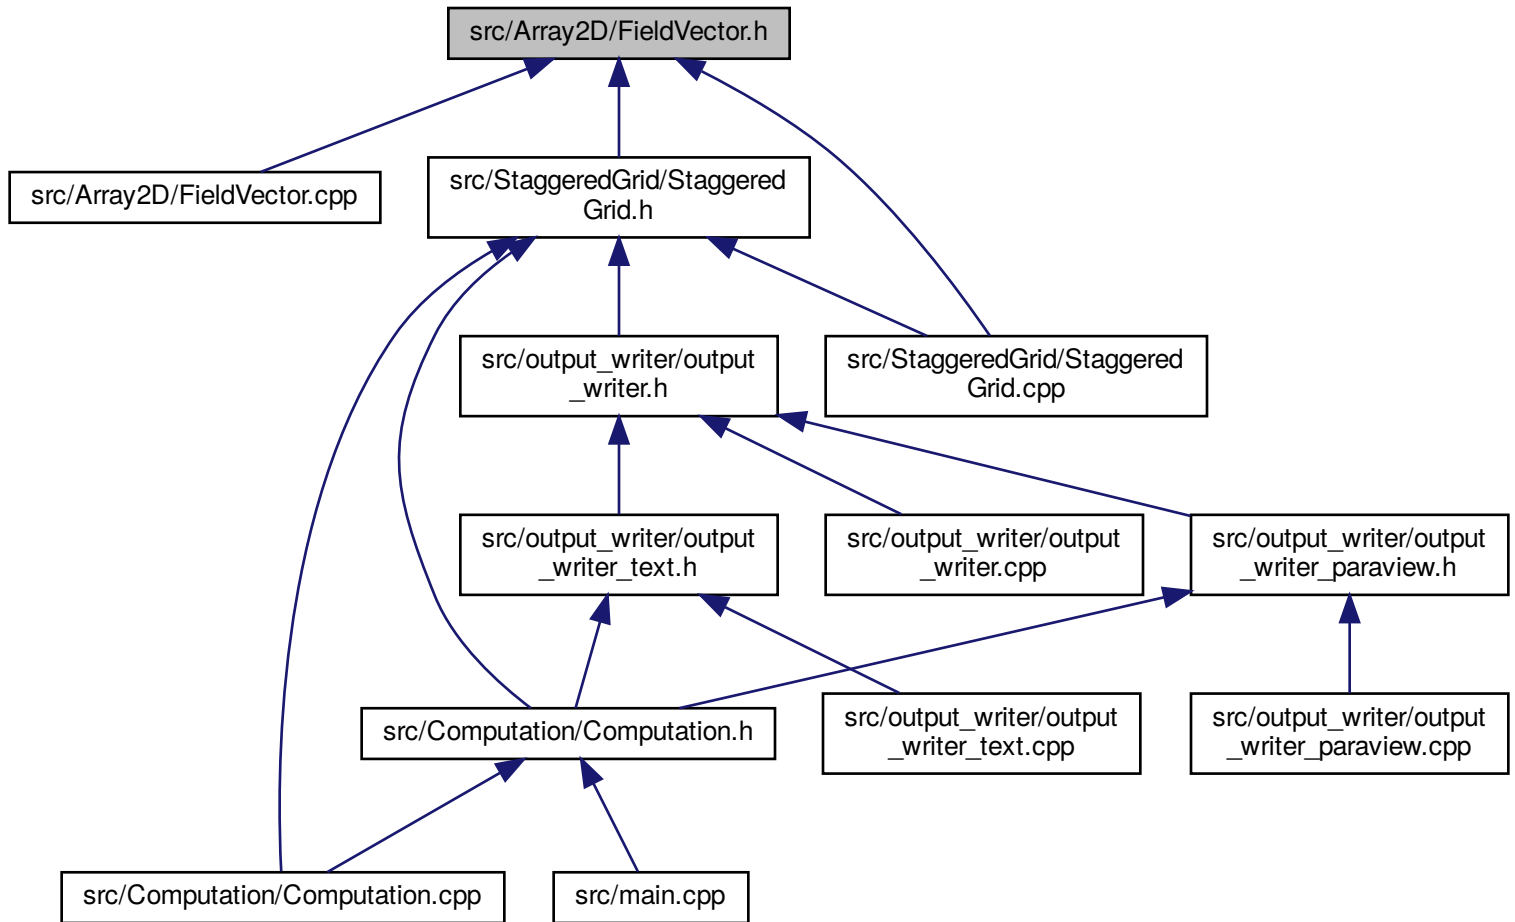 src/Array2D/FieldVector.h
src/Array2D/FieldVector.cpp
src/StaggeredGrid/Staggered
Grid.h
src/output_writer/output
_writer.h
src/StaggeredGrid/Staggered
Grid.cpp
src/output_writer/output
_writer_text.h
src/output_writer/output
_writer.cpp
src/output_writer/output
_writer_paraview.h
src/Computation/Computation.h
src/output_writer/output
_writer_text.cpp
src/output_writer/output
_writer_paraview.cpp
src/Computation/Computation.cpp
src/main.cpp